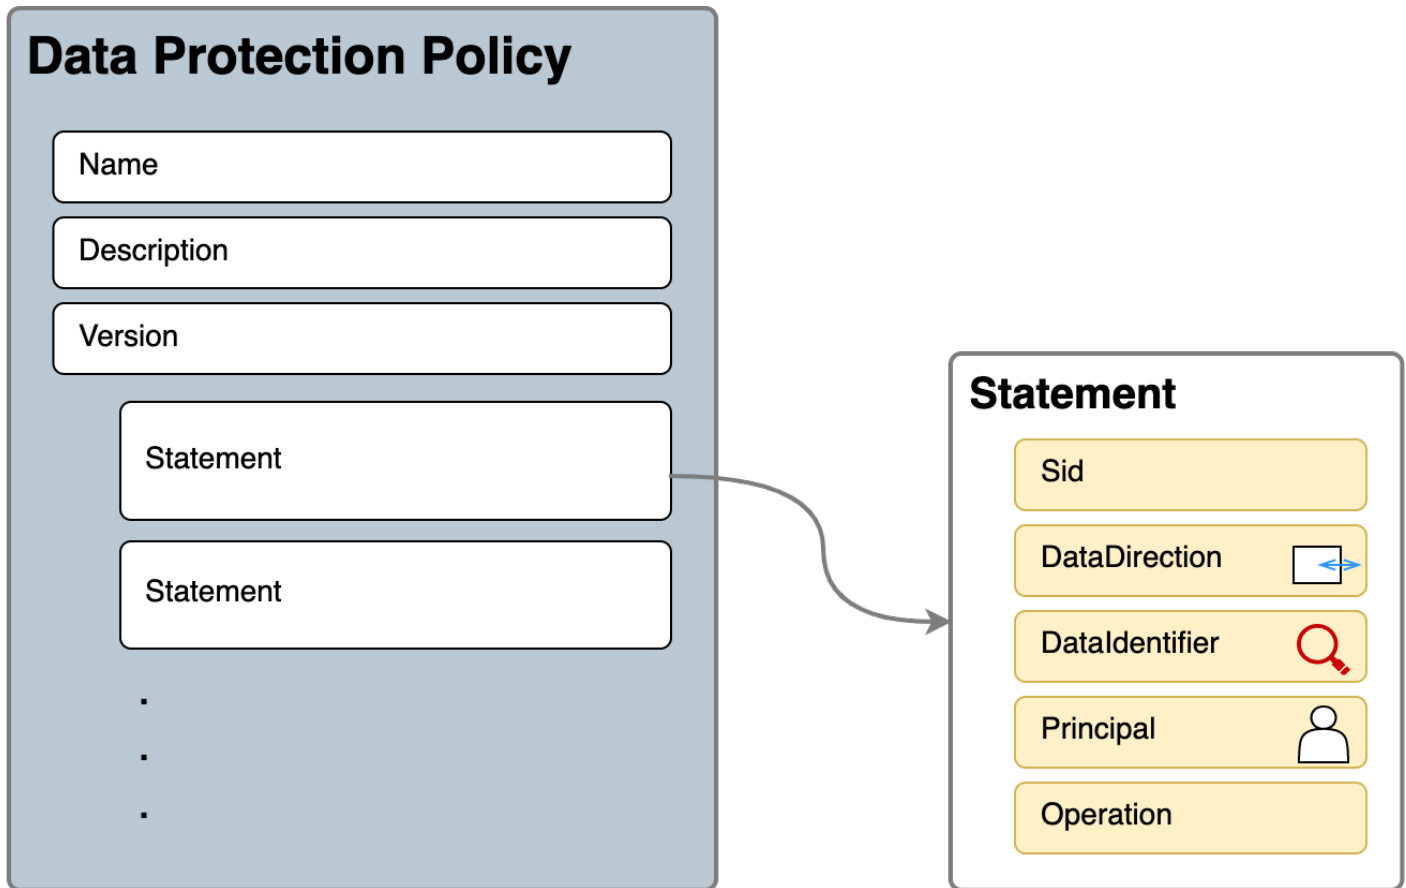 Data Protection Policy
Name
Description
Version
Statement
Statement
.
.
.
Statement
Sid
DataDirection
DataIdentifier
Principal
Operation